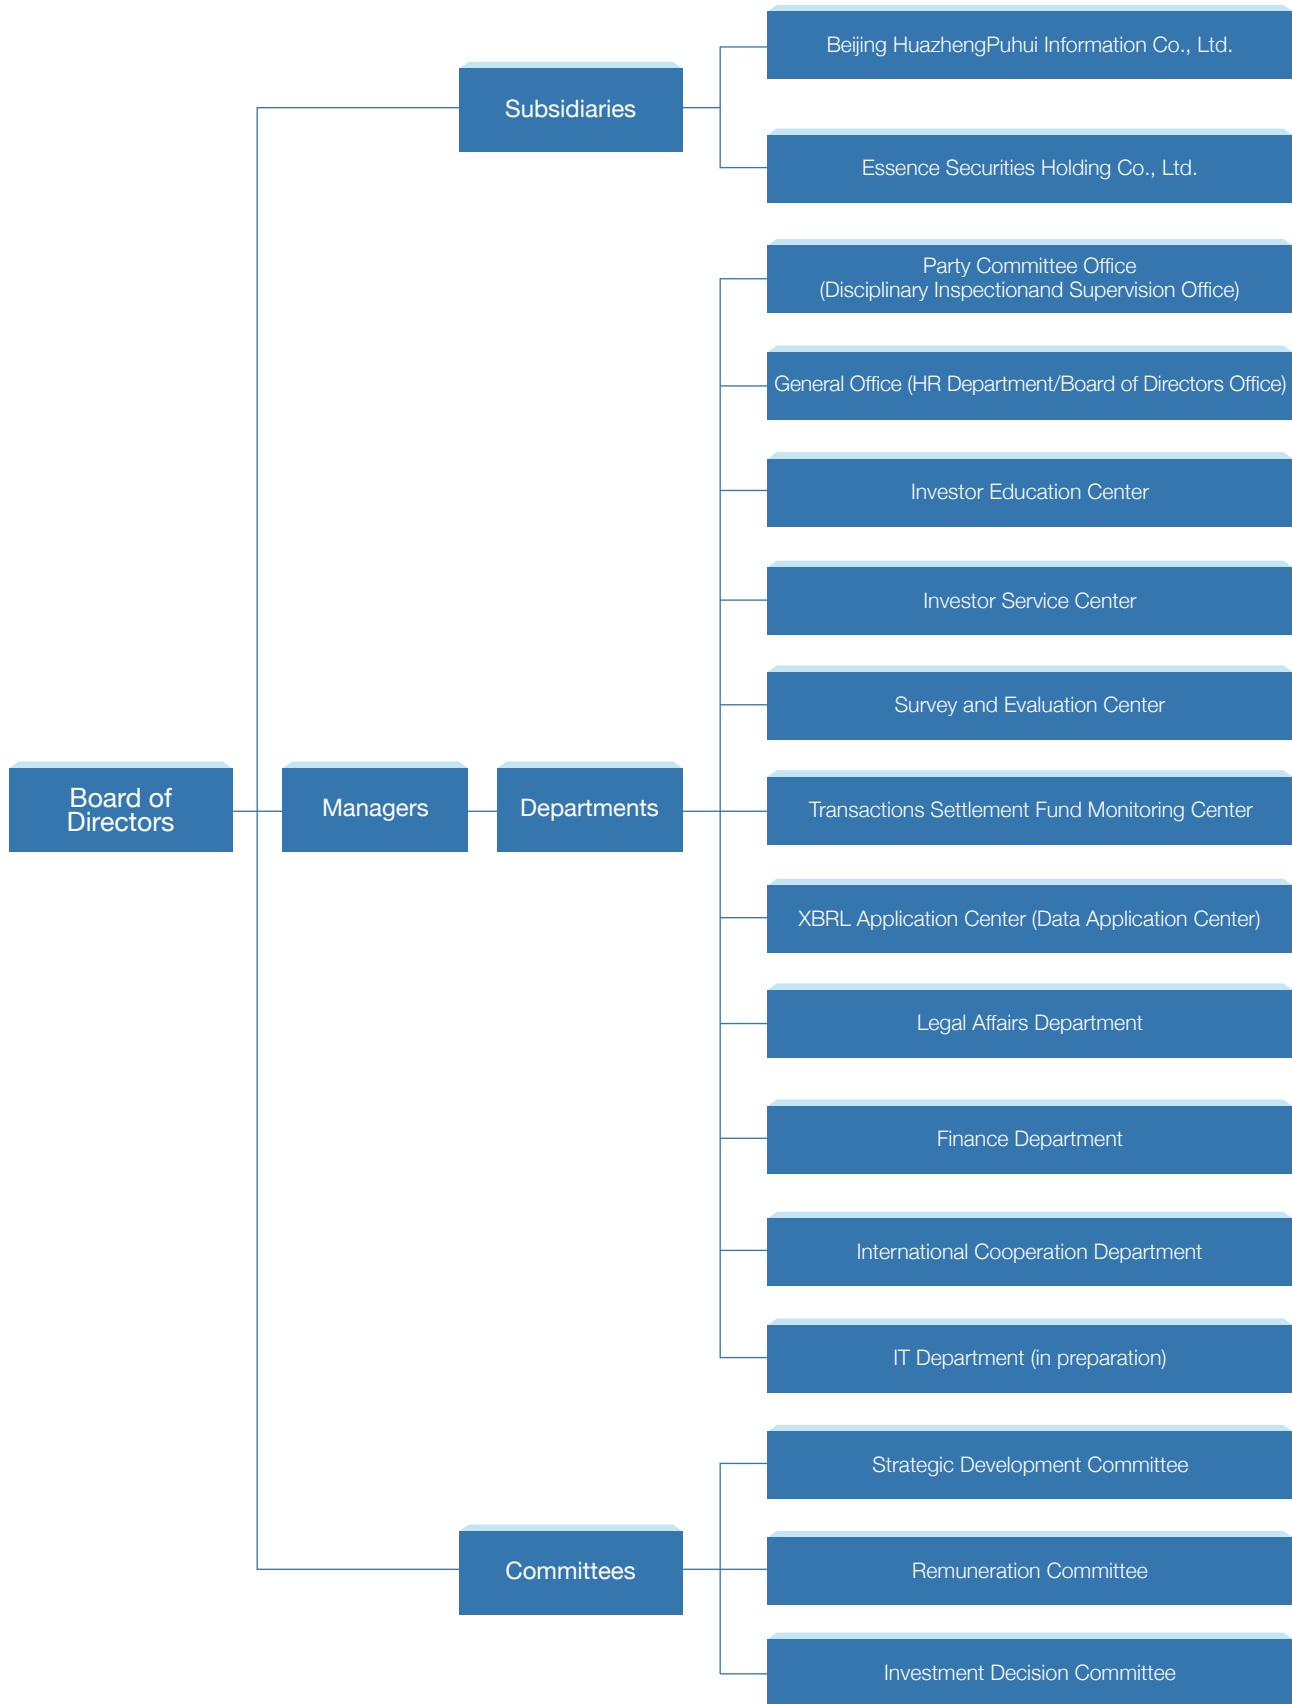 Beijing HuazhengPuhui Information Co., Ltd.
Subsidiaries
Essence Securities Holding Co., Ltd.
Party Committee Office
(Disciplinary Inspectionand Supervision Office)
General Office (HR Department/Board of Directors Office)
Investor Education Center
Investor Service Center
Survey and Evaluation Center
Board of
Directors
Managers
Departments
Transactions Settlement Fund Monitoring Center
XBRL Application Center (Data Application Center)
Legal Affairs Department
Finance Department
International Cooperation Department
IT Department (in preparation)
Strategic Development Committee
Committees
Remuneration Committee
Investment Decision Committee